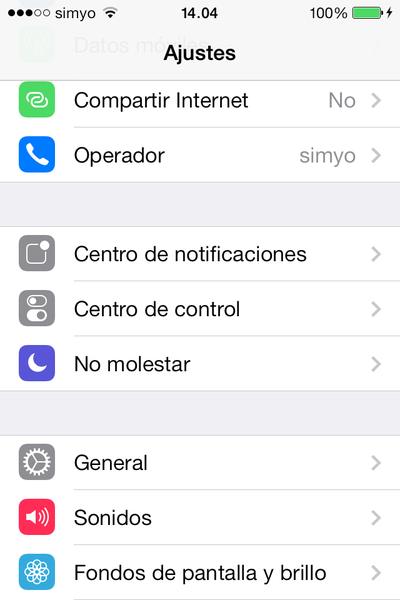 simyo 14.04 100%
Datos móviles
Ajustes
Compartir Internet No
Operador simyo
Centro de notificaciones
Centro de control
No molestar
General
Sonidos
Fondos de pantalla y brillo